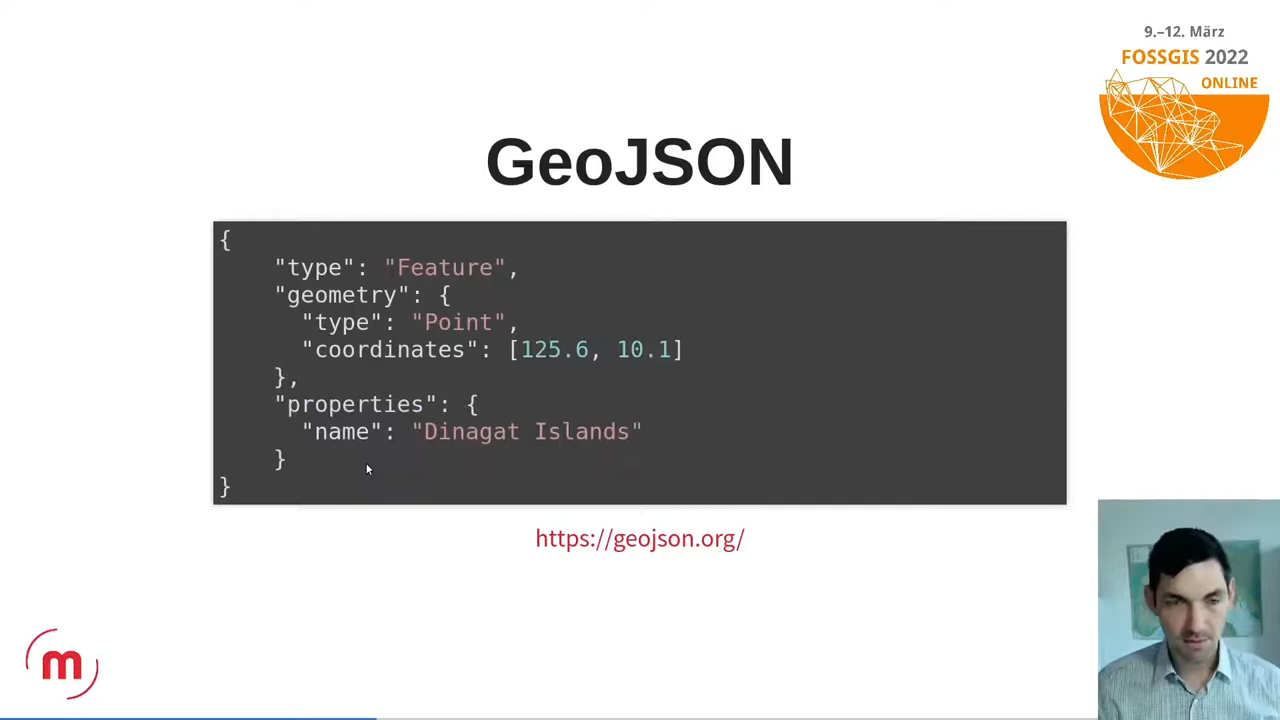 9.–12. März
FOSSGIS 2022
ONLINE
GeoJSON
{
    "type": "Feature",
    "geometry": {
      "type": "Point",
      "coordinates": [125.6, 10.1]
    },
    "properties": {
      "name": "Dinagat Islands"
    }
}
https://geojson.org/
m